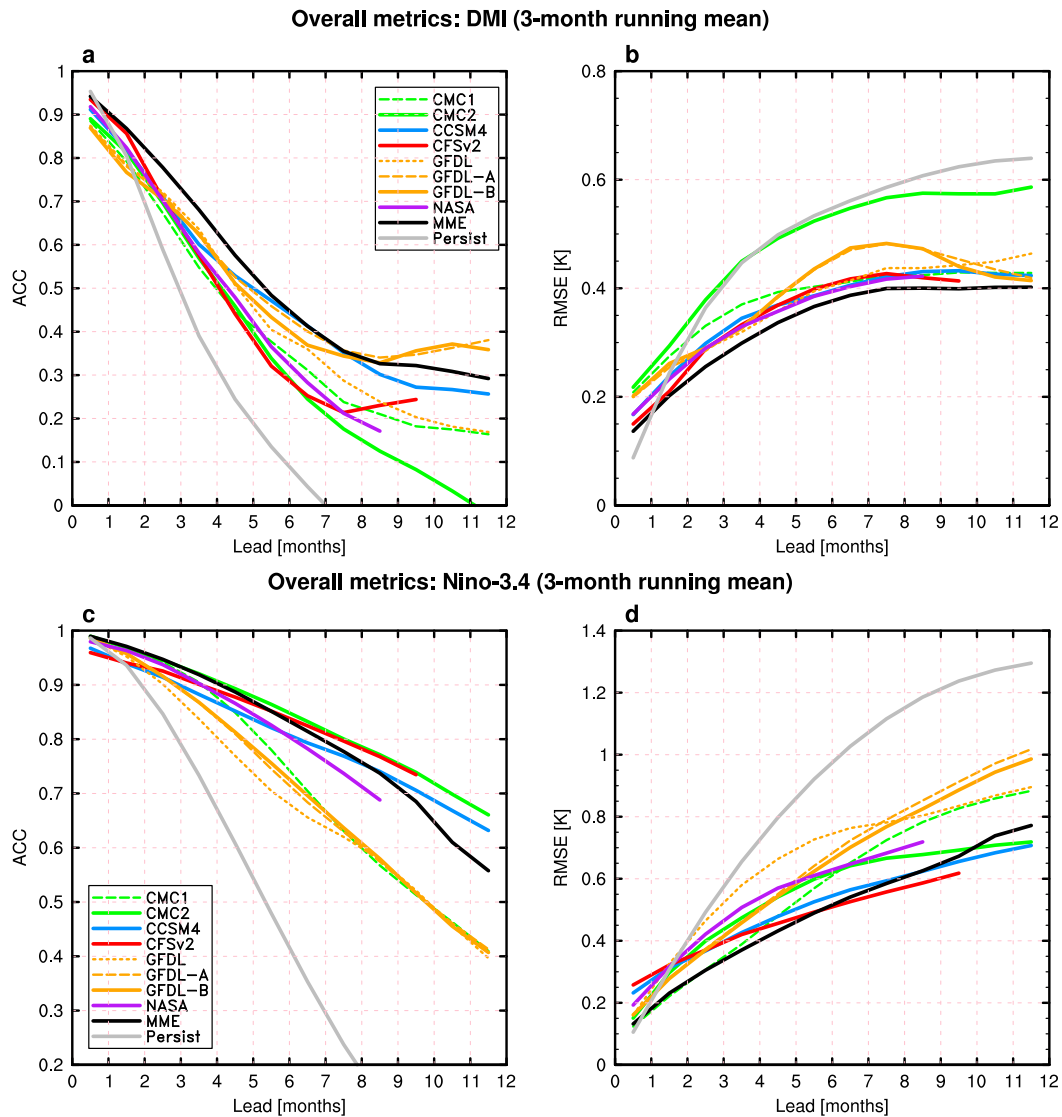 Overall metrics: DMI (3-month running mean)
a
ACC
1
0.9
0.8
0.7
0.6
0.5
0.4
0.3
0.2
0.1
0
CMC1
CMC2
CCSM4
CFSv2
GFDL
GFDL-A
GFDL-B
NASA
MME
Persist
0 1 2 3 4 5 6 7 8 9 10 11 12
Lead [months]
b
RMSE [K]
0.8
0.6
0.4
0.2
0
0 1 2 3 4 5 6 7 8 9 10 11 12
Lead [months]
Overall metrics: Nino-3.4 (3-month running mean)
c
ACC
1
0.9
0.8
0.7
0.6
0.5
0.4
0.3
0.2
CMC1
CMC2
CCSM4
CFSv2
GFDL
GFDL-A
GFDL-B
NASA
MME
Persist
0 1 2 3 4 5 6 7 8 9 10 11 12
Lead [months]
d
RMSE [K]
1.4
1.2
1
0.8
0.6
0.4
0.2
0
0 1 2 3 4 5 6 7 8 9 10 11 12
Lead [months]